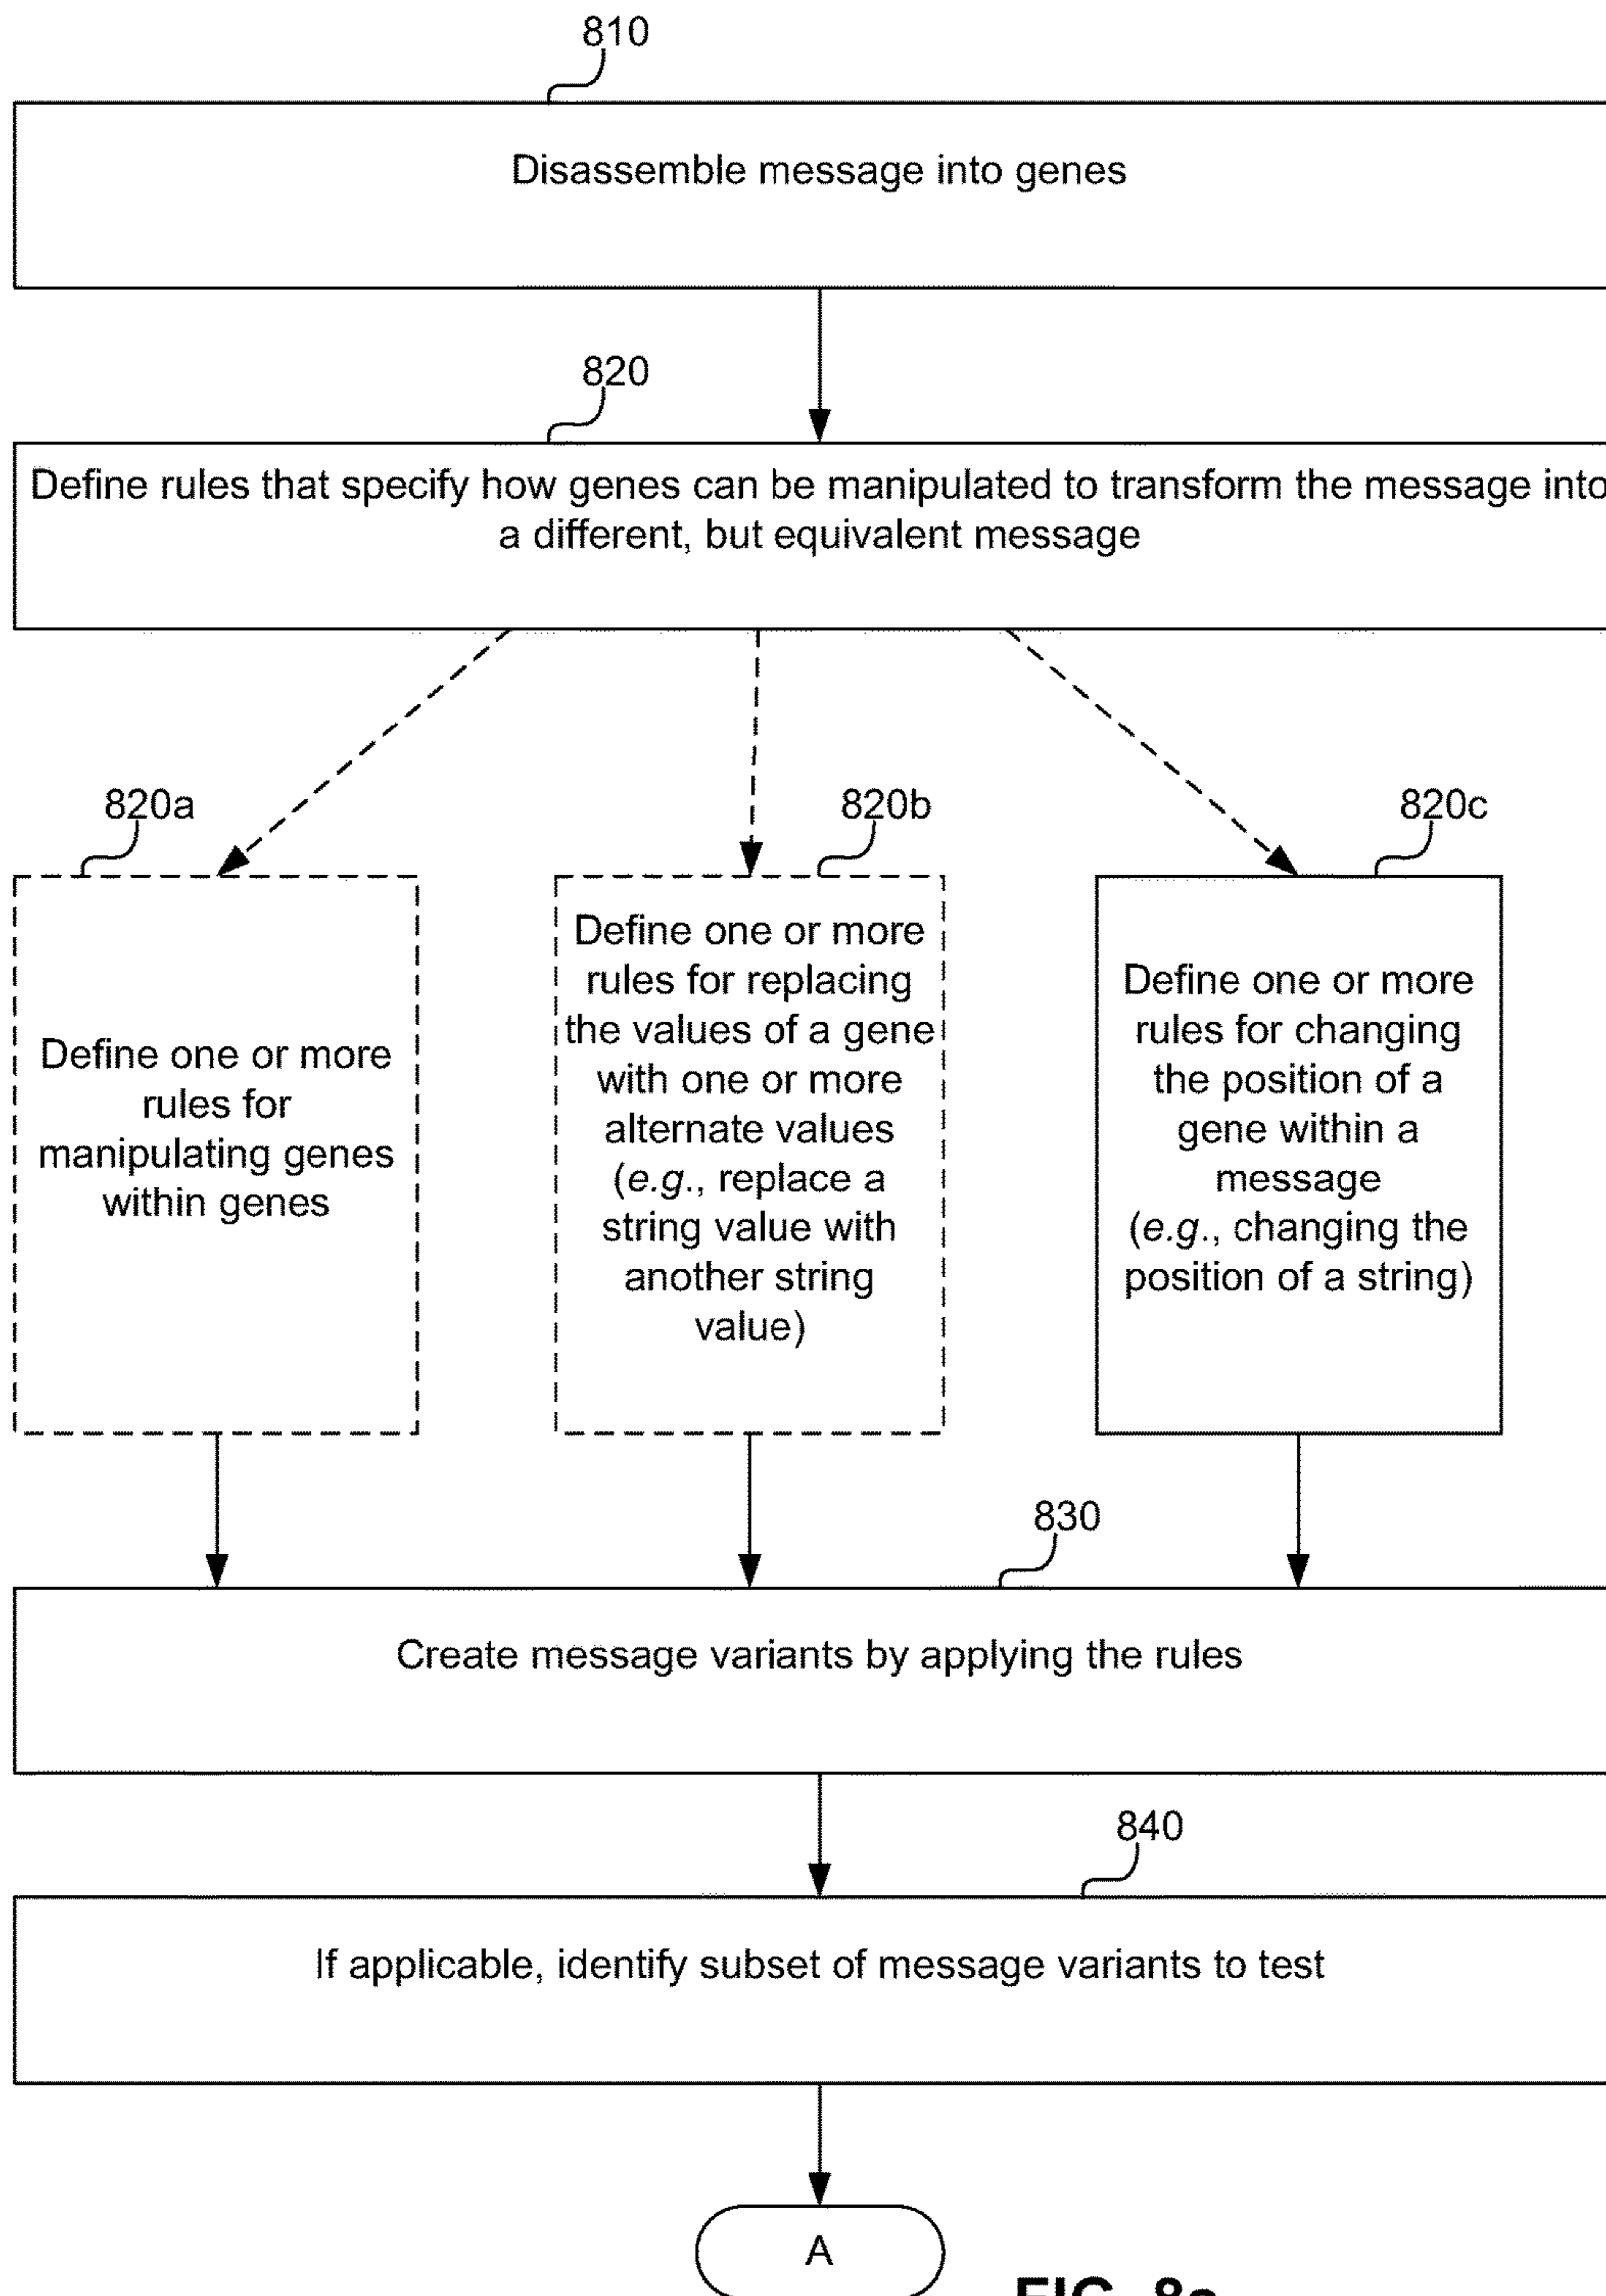 810
Disassemble message into genes
820
Define rules that specify how genes can be manipulated to transform the message into
a different, but equivalent message
820a
820b
820c
Define one or more
rules for
manipulating genes
within genes
Define one or more
rules for replacing
the values of a gene
with one or more
alternate values
(e.g., replace a
string value with
another string
value)
Define one or more
rules for changing
the position of a
gene within a
message
(e.g., changing the
position of a string)
830
Create message variants by applying the rules
840
If applicable, identify subset of message variants to test
A
FIG. 8a